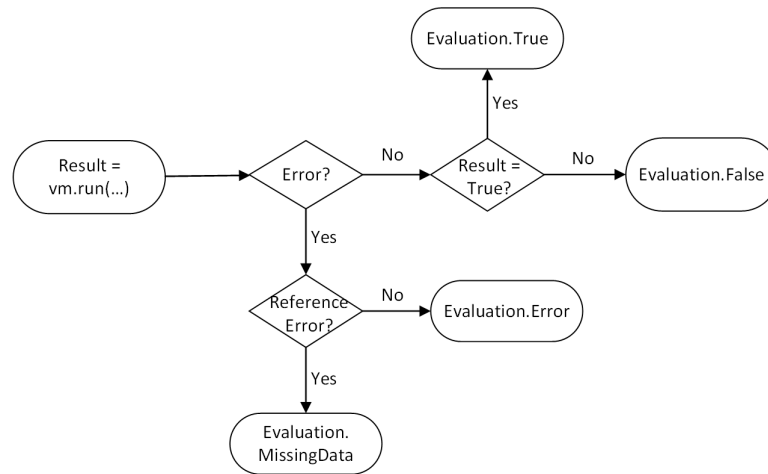 Evaluation.True
Yes
Result =
vm.run(...)
Error?
No
Result =
True?
No
Evaluation.False
Yes
Reference
Error?
No
Evaluation.Error
Yes
Evaluation.
MissingData